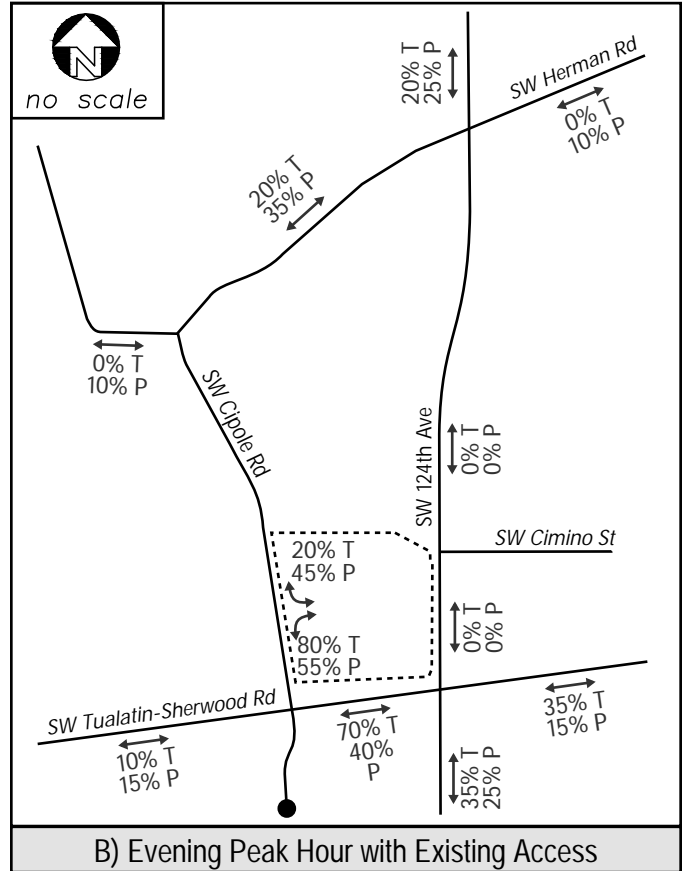 N
no scale
20% T
25% P
SW Herman Rd
0% T
10% P
20% T
35% P
0% T
10% P
SW Cipole Rd
SW 124th Ave
0% T
0% P
SW Cimino St
20% T
45% P
0% T
0% P
80% T
55% P
SW Tualatin-Sherwood Rd
10% T
15% P
70% T
40%
P
35% T
15% P
35% T
25% P
B) Evening Peak Hour with Existing Access